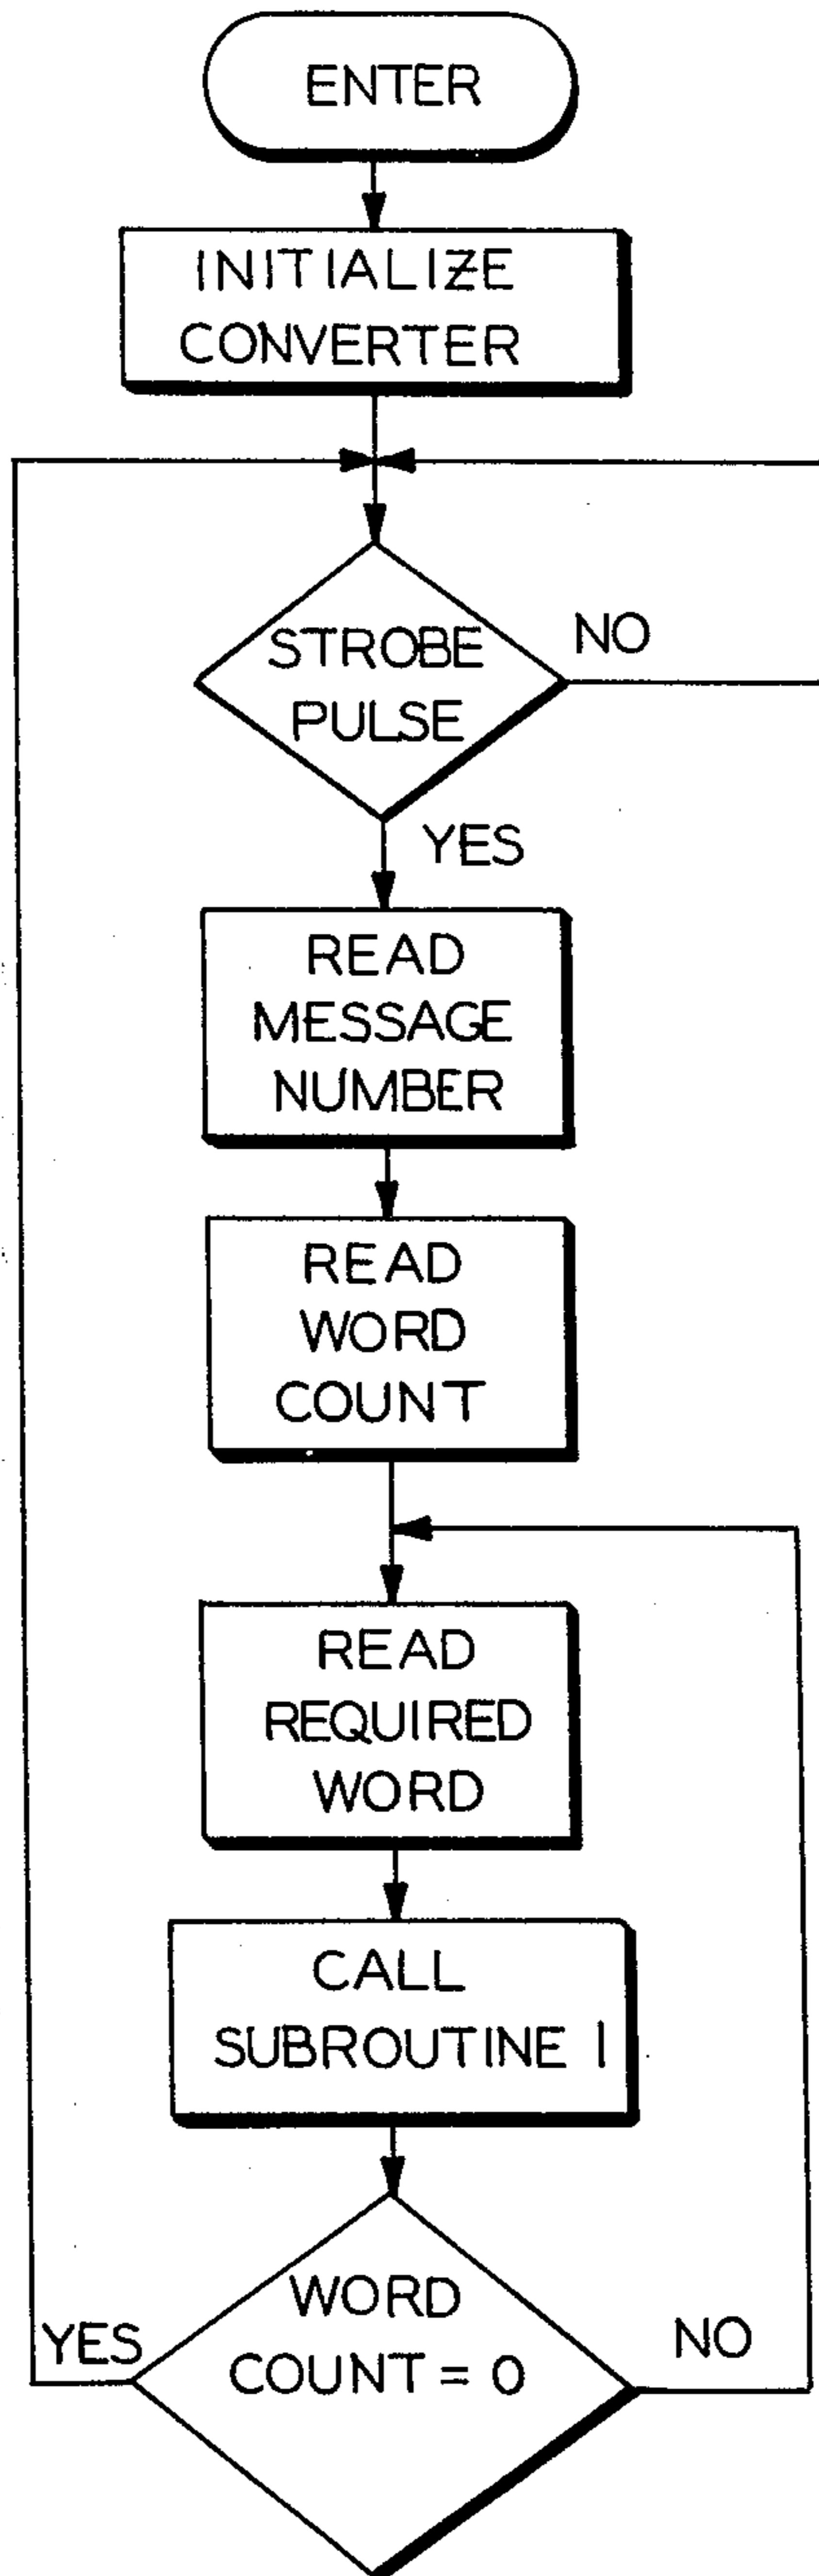 ENTER
INITIALIZE
CONVERTER
STROBE
PULSE
NO
YES
READ
MESSAGE
NUMBER
READ
WORD
COUNT
READ
REQUIRED
WORD
CALL
SUBROUTINE 1
WORD
COUNT = 0
YES
NO